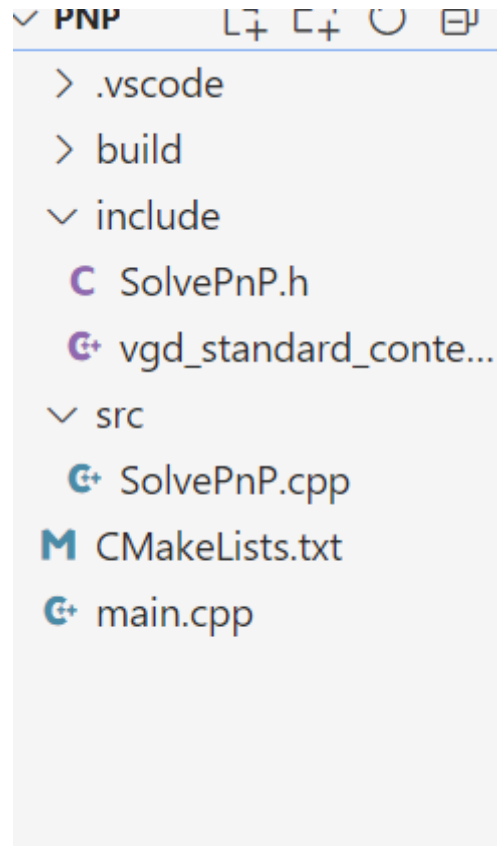 PNP
.vscode
build
include
C SolvePnP.h
C++ vgd_standard_conte...
src
C++ SolvePnP.cpp
M CMakeLists.txt
C++ main.cpp